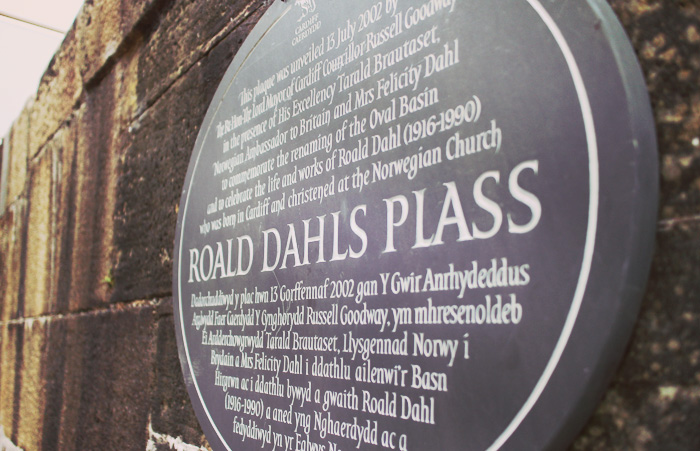 CARDIFF
CAERDYDD
This plaque was unveiled 13 July 2002 by
The Rt Hon The Lord Mayor of Cardiff Councillor Russell Goodway
in the presence of His Excellency Tarald Brautaset,
Norwegian Ambassador to Britain and Mrs Felicity Dahl
to commemorate the renaming of the Oval Basin
and to celebrate the life and works of Roald Dahl (1916-1990)
who was born in Cardiff and christened at the Norwegian Church
ROALD DAHLS PLASS
Dadorchuddiwyd y plac hwn 13 Gorffennaf 2002 gan Y Gwir Anrhydeddus
Arglwydd Faer Caerdydd Y Cynghorydd Russell Goodway, ym mhresenoldeb
Ei Ardderchowgrwydd Tarald Brautaset, Llysgennad Norwy i
Brydain a Mrs Felicity Dahl i ddathlu ailenwi'r Basn
Hirgrwn ac i ddathlu bywyd a gwaith Roald Dahl
(1916-1990) a aned yng Nghaerdydd ac a
fedyddiwyd yn yr Eglwys